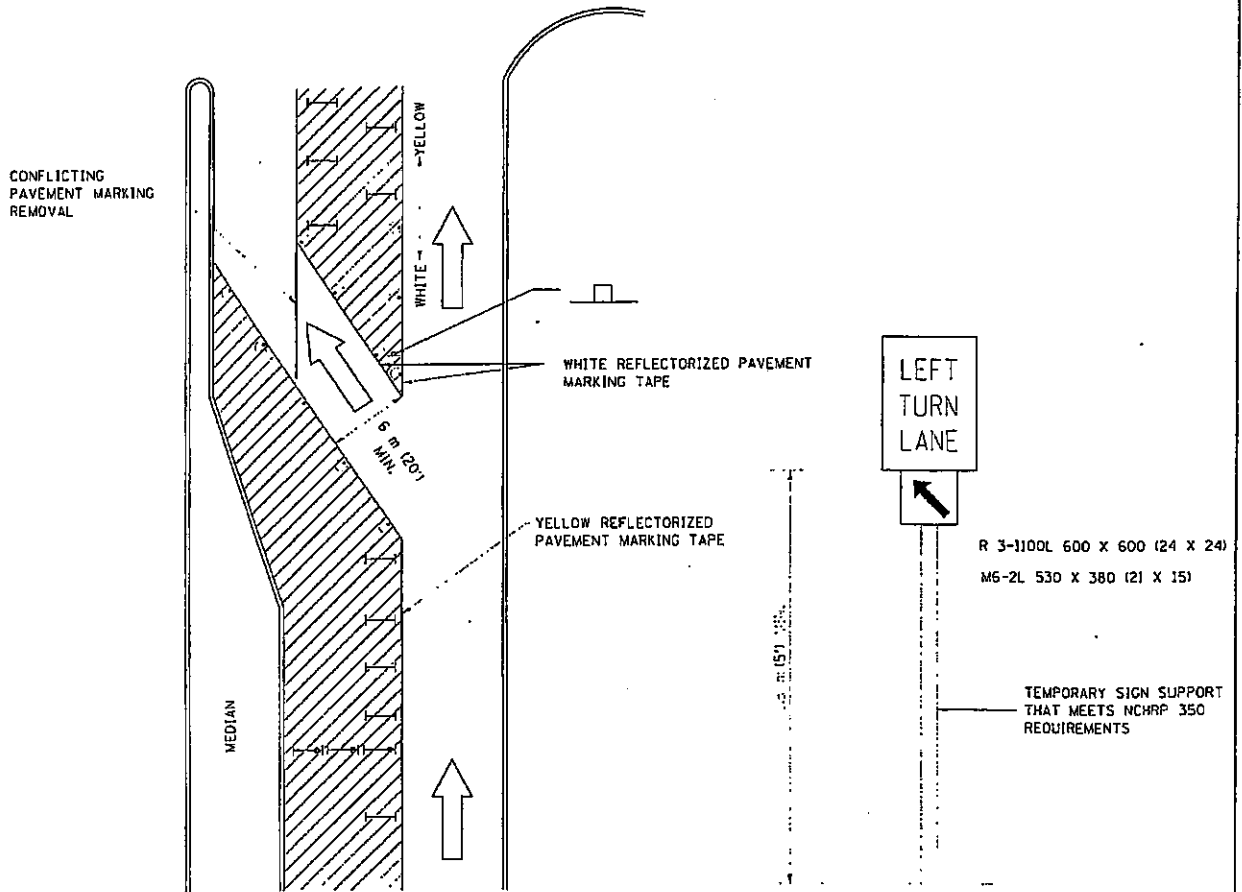 CONFLICTING
PAVEMENT MARKING
REMOVAL
YELLOW
WHITE
WHITE REFLECTORIZED PAVEMENT
MARKING TAPE
6 m (20')
MIN.
YELLOW REFLECTORIZED
PAVEMENT MARKING TAPE
MEDIAN
LEFT
TURN
LANE
R 3-I100L 600 X 600 (24 X 24)
M6-2L 530 X 380 (21 X 15)
m (5')
TEMPORARY SIGN SUPPORT
THAT MEETS NCHRP 350
REQUIREMENTS